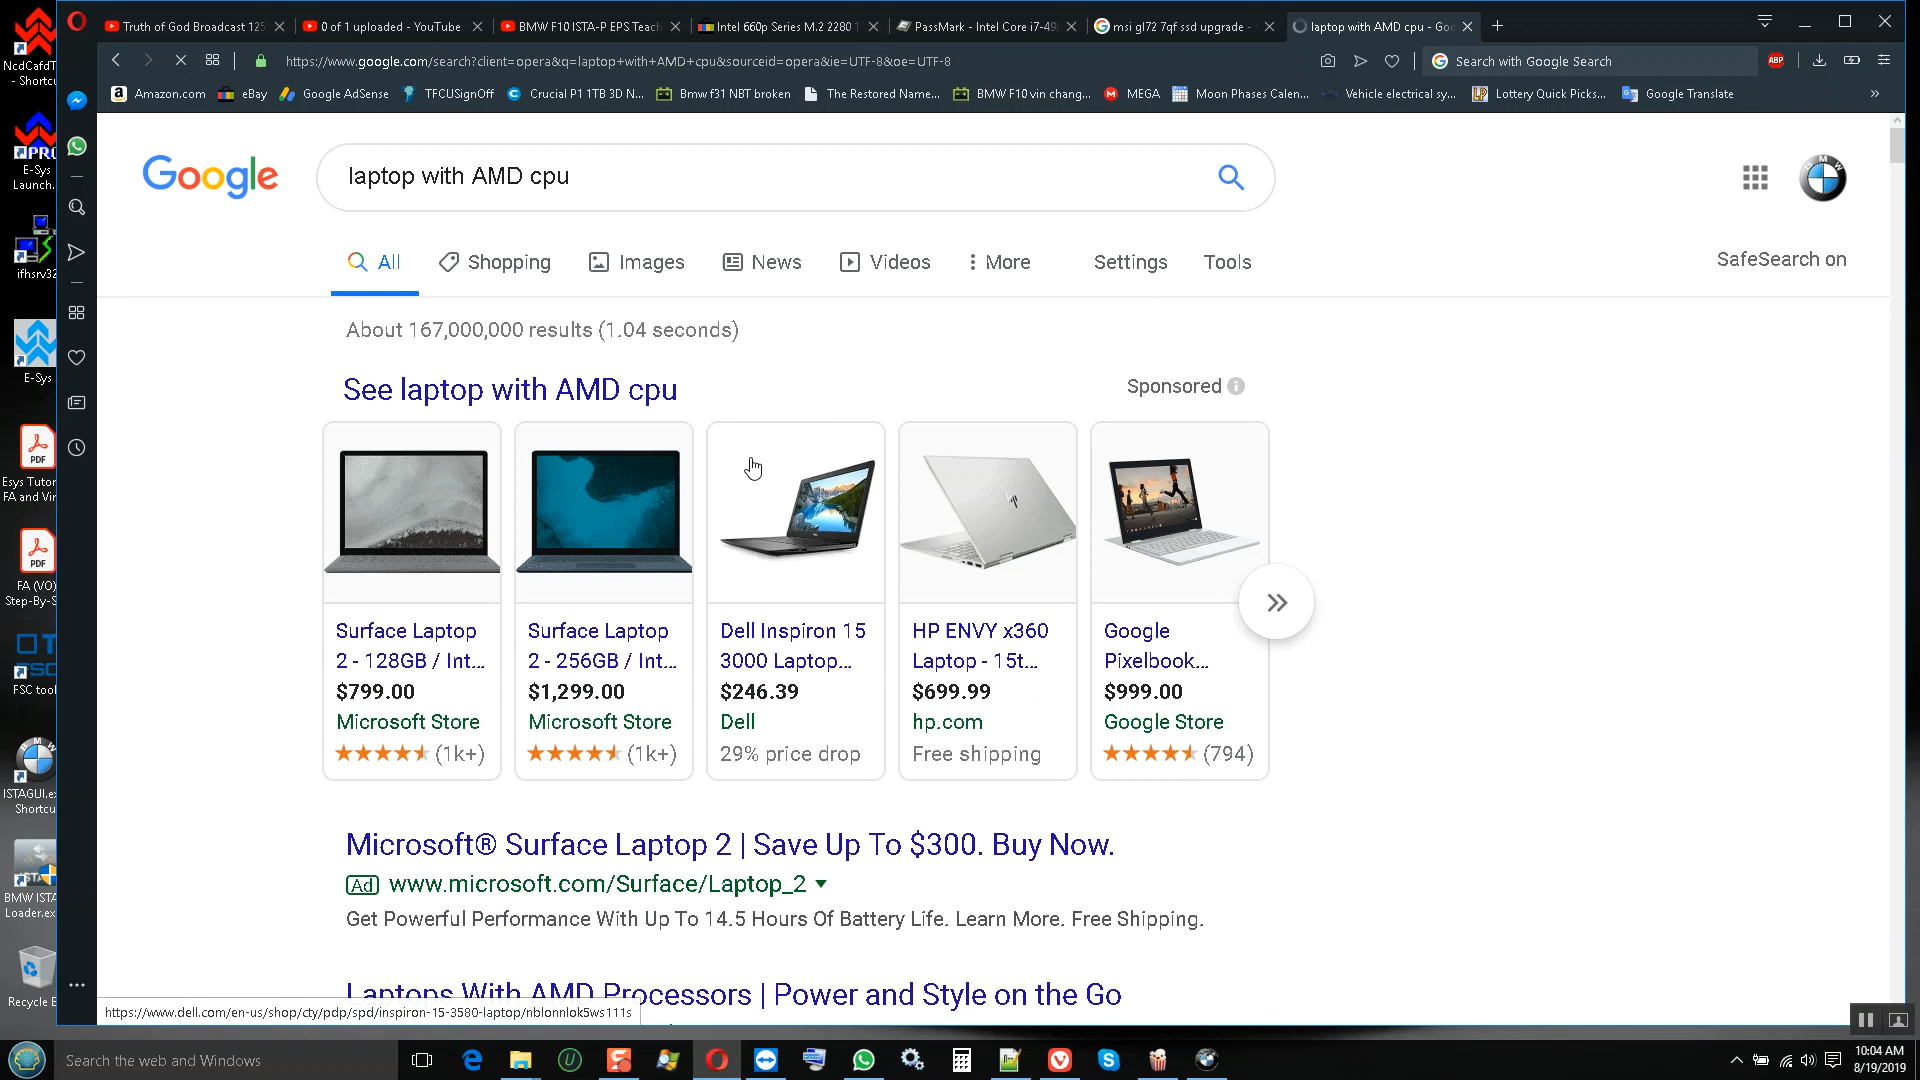 Truth of God Broadcast 125
0 of 1 uploaded - YouTube
BMW F10 ISTA-P EPS Teach
Intel 660p Series M.2 2280 1
PassMark - Intel Core i7-49
msi gl72 7qf ssd upgrade -
laptop with AMD cpu - Goo
https://www.google.com/search?client=opera&q=laptop+with+AMD+cpu&sourceid=opera&ie=UTF-8&oe=UTF-8
Search with Google Search
ABP
Amazon.com
eBay
Google AdSense
TFCUSignOff
Crucial P1 1TB 3D N...
Bmw f31 NBT broken
The Restored Name...
BMW F10 vin chang...
MEGA
Moon Phases Calen...
Vehicle electrical sy...
Lottery Quick Picks...
Google Translate
Google
laptop with AMD cpu
All
Shopping
Images
News
Videos
More
Settings
Tools
SafeSearch on
About 167,000,000 results (1.04 seconds)
See laptop with AMD cpu
Sponsored
Surface Laptop
2 - 128GB / Int...
$799.00
Microsoft Store
(1k+)
Surface Laptop
2 - 256GB / Int...
$1,299.00
Microsoft Store
(1k+)
Dell Inspiron 15
3000 Laptop...
$246.39
Dell
29% price drop
HP ENVY x360
Laptop - 15t...
$699.99
hp.com
Free shipping
Google
Pixelbook...
$999.00
Google Store
(794)
Microsoft® Surface Laptop 2 | Save Up To $300. Buy Now.
Ad www.microsoft.com/Surface/Laptop_2
Get Powerful Performance With Up To 14.5 Hours Of Battery Life. Learn More. Free Shipping.
Laptops With AMD Processors | Power and Style on the Go
https://www.dell.com/en-us/shop/cty/pdp/spd/inspiron-15-3580-laptop/nblonnlok5ws111s
NcdCafdT
- Shortcu
PRO
E-Sys
Launch.
ifhsrv32
E-Sys
PDF
Esys Tutor
FA and Vir
PDF
FA (VO)
Step-By-S
FSC tool
ISTAGUI.ex
Shortcu
BMW ISTA
Loader.ex
Recycle B
Search the web and Windows
10:04 AM
8/19/2019